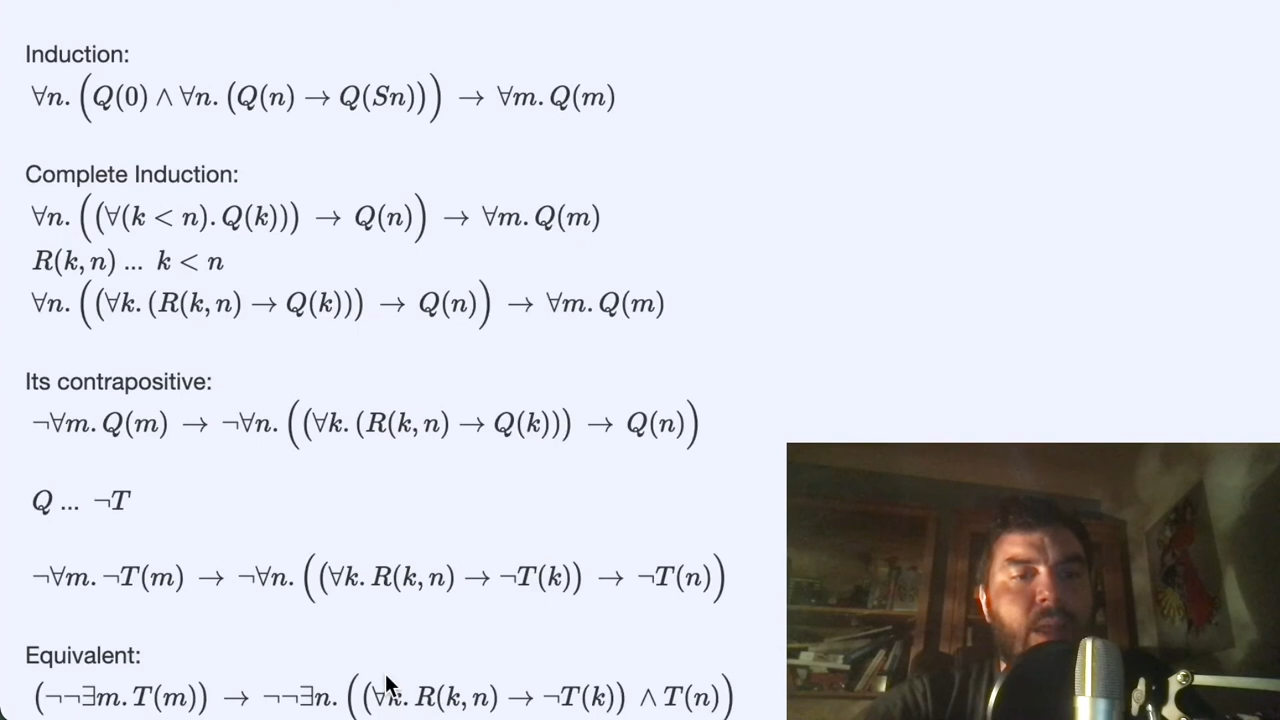 Induction:
∀n. (Q(0) ∧ ∀n. (Q(n) → Q(Sn))) → ∀m. Q(m)
Complete Induction:
∀n. ((∀(k < n). Q(k))) → Q(n)) → ∀m. Q(m)
R(k, n) ... k < n
∀n. ((∀k. (R(k, n) → Q(k))) → Q(n)) → ∀m. Q(m)
Its contrapositive:
¬∀m. Q(m) → ¬∀n. ((∀k. (R(k, n) → Q(k))) → Q(n))
Q ... ¬T
¬∀m. ¬T(m) → ¬∀n. ((∀k. R(k, n) → ¬T(k)) → ¬T(n))
Equivalent:
(¬¬∃m. T(m)) → ¬¬∃n. ((∀k. R(k, n) → ¬T(k)) ∧ T(n))